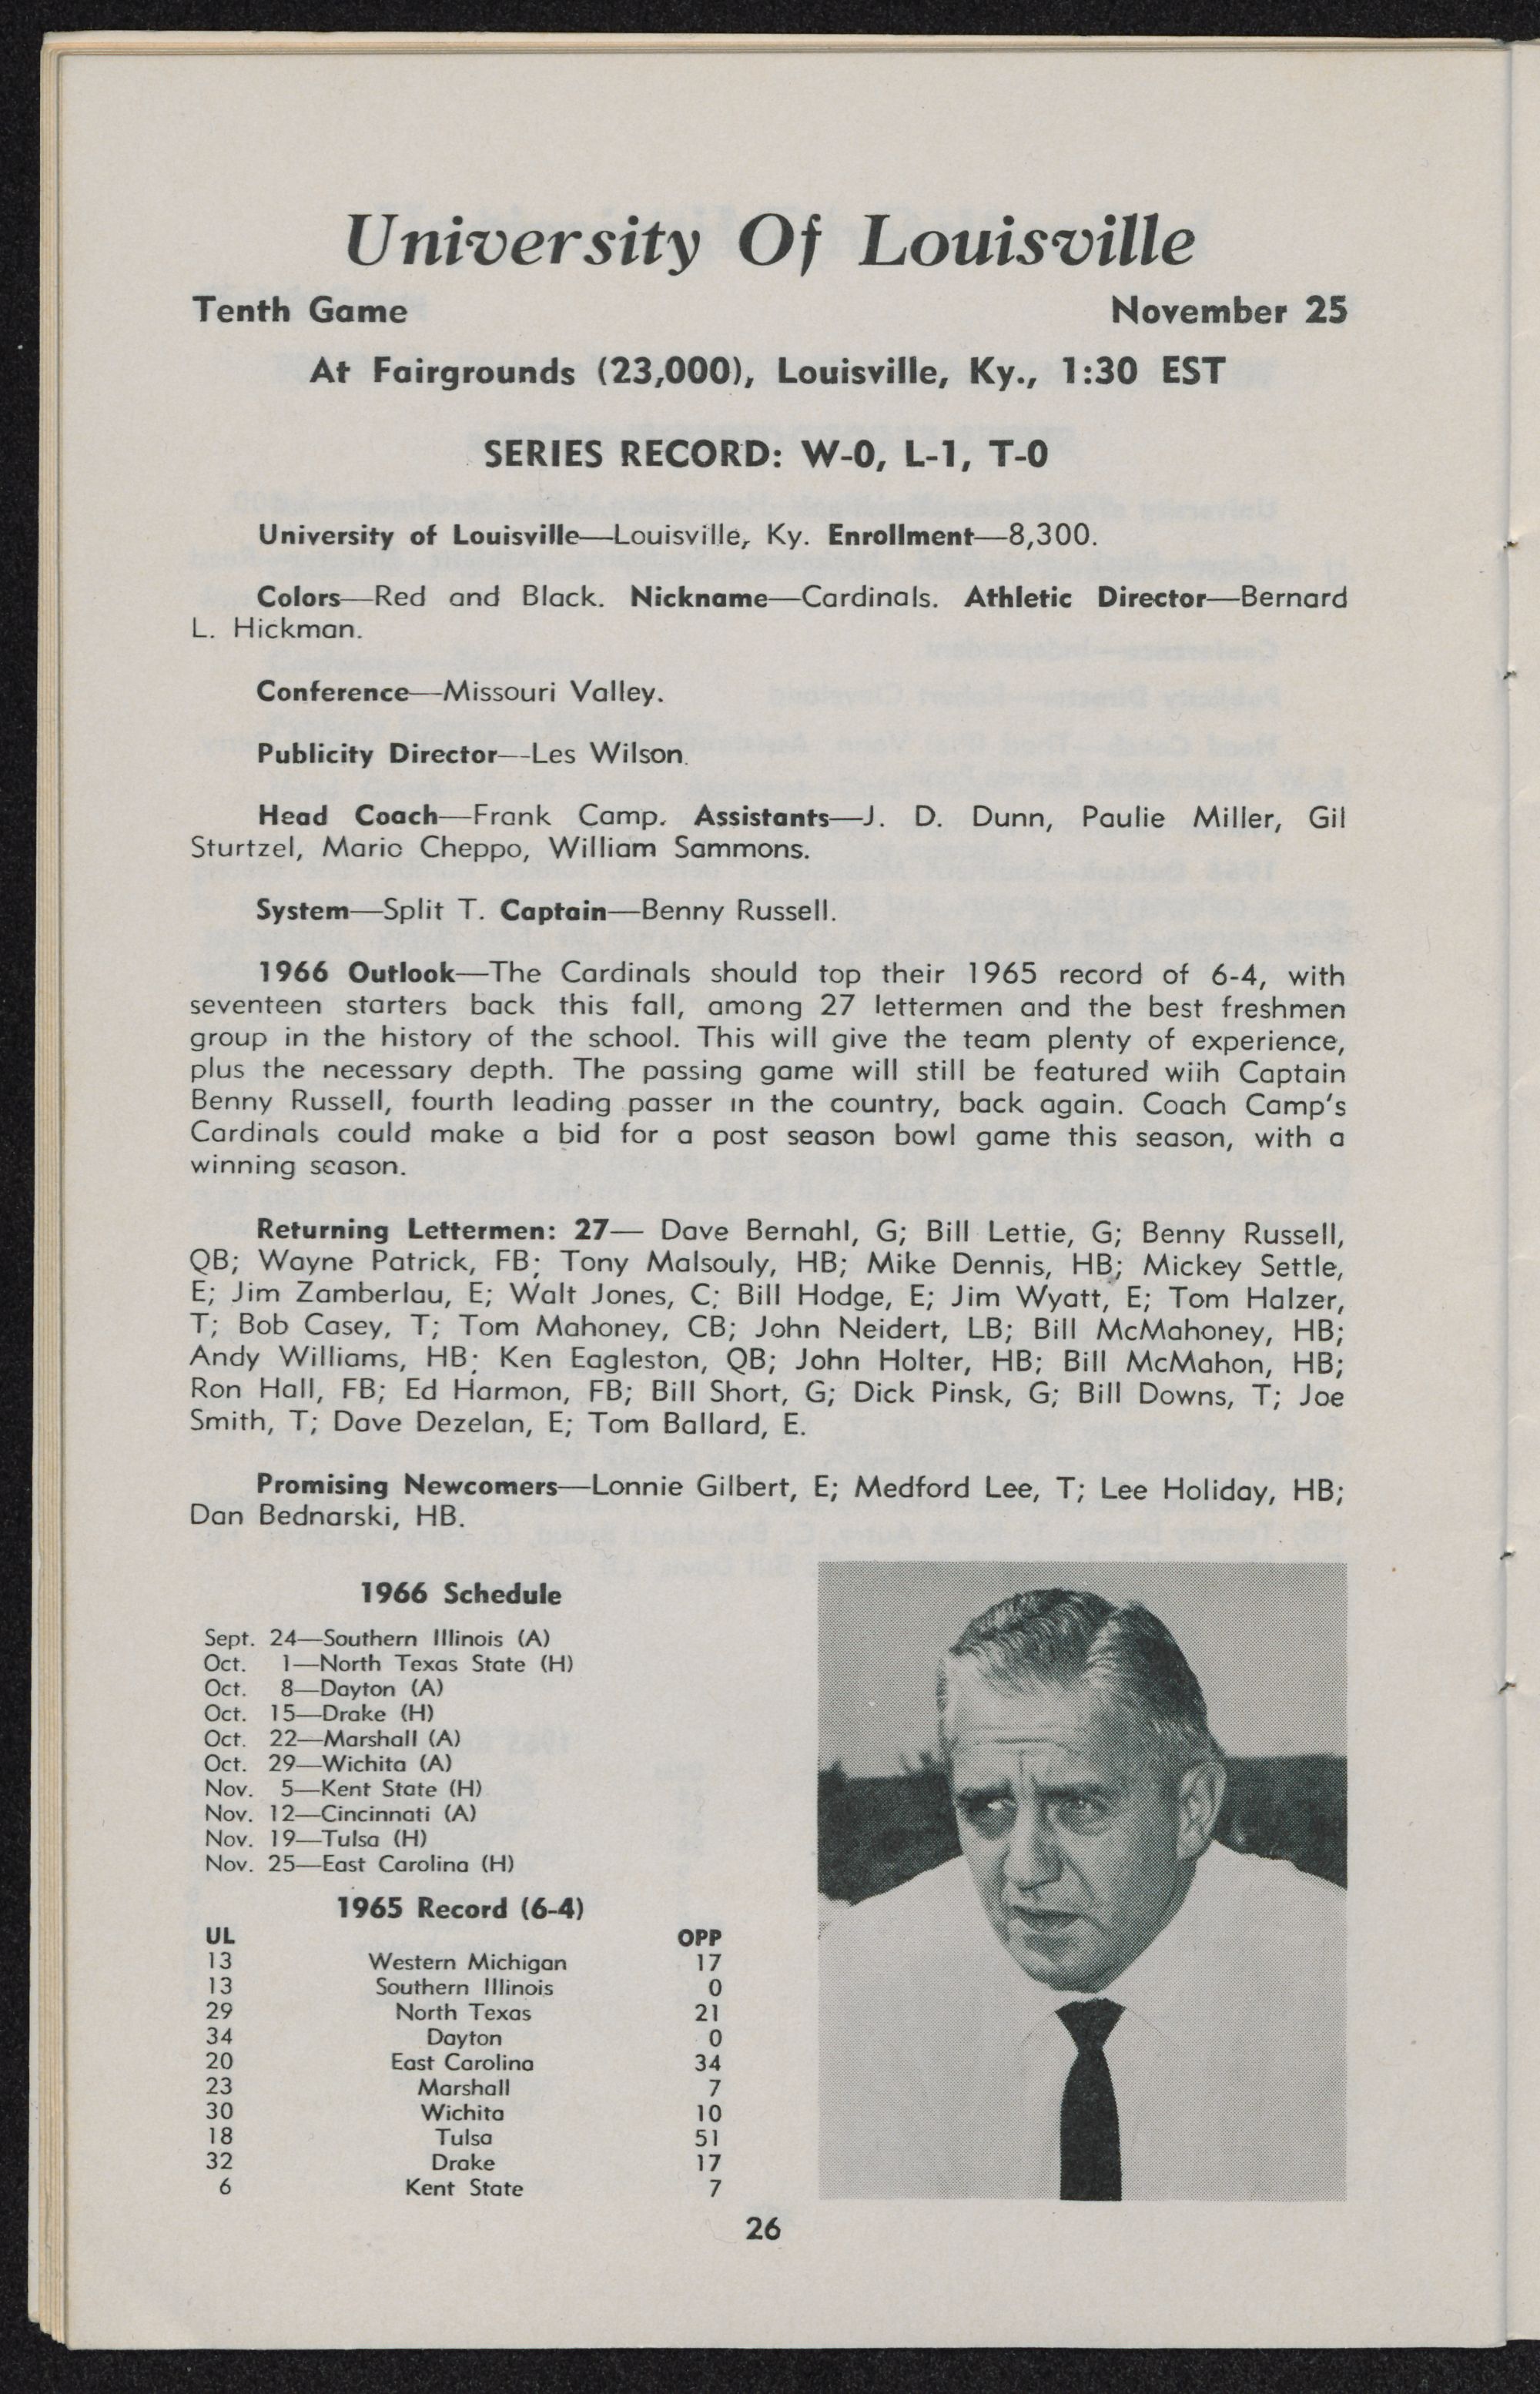 University Of Louisville
Tenth Game November 25
At Fairgrounds (23,000), Louisville, Ky., 1:30 EST
SERIES RECORD: W-0, L-1, T-0
University of Louisville—Louisville, Ky. Enrollment—8,300.
Colors—Red and Black. Nickname—Cardinals. Athletic Director—Bernard
L. Hickman.
Conference—Missouri Valley.
Publicity Director—Les Wilson.
Head Coach—Frank Camp. Assistants—J. D. Dunn, Paulie Miller, Gil
Sturtzel, Mario Cheppo, William Sammons.
System—Split T. Captain—Benny Russell.
1966 Outlook—The Cardinals should top their 1965 record of 6-4, with
seventeen starters back this fall, among 27 lettermen and the best freshmen
group in the history of the school. This will give the team plenty of experience,
plus the necessary depth. The passing game will still be featured wiih Captain
Benny Russell, fourth leading passer in the country, back again. Coach Camp's
Cardinals could make a bid for a post season bowl game this season, with a
winning season.
Returning Lettermen: 27— Dave Bernahl, G; Bill Lettie, G; Benny Russell,
QB; Wayne Patrick, FB; Tony Malsouly, HB; Mike Dennis, HB; Mickey Settle,
E; Jim Zamberlau, E; Walt Jones, C; Bill Hodge, E; Jim Wyatt, E; Tom Halzer,
T; Bob Casey, T; Tom Mahoney, CB; John Neidert, LB; Bill McMahoney, HB;
Andy Williams, HB; Ken Eagleston, QB; John Holter, HB; Bill McMahon, HB;
Ron Hall, FB; Ed Harmon, FB; Bill Short, G; Dick Pinsk, G; Bill Downs, T; Joe
Smith, T; Dave Dezelan, E; Tom Ballard, E.
Promising Newcomers—Lonnie Gilbert, E; Medford Lee, T; Lee Holiday, HB;
Dan Bednarski, HB.
1966 Schedule
Sept. 24—Southern Illinois (A)
Oct. 1—North Texas State (H)
Oct. 8—Dayton (A)
Oct. 15—Drake (H)
Oct. 22—Marshall (A)
Oct. 29—Wichita (A)
Nov. 5—Kent State (H)
Nov. 12—Cincinnati (A)
Nov. 19—Tulsa (H)
Nov. 25—East Carolina (H)
1965 Record (6-4)
UL OPP
13 Western Michigan 17
13 Southern Illinois 0
29 North Texas 21
34 Dayton 0
20 East Carolina 34
23 Marshall 7
30 Wichita 10
18 Tulsa 51
32 Drake 17
6 Kent State 7
26